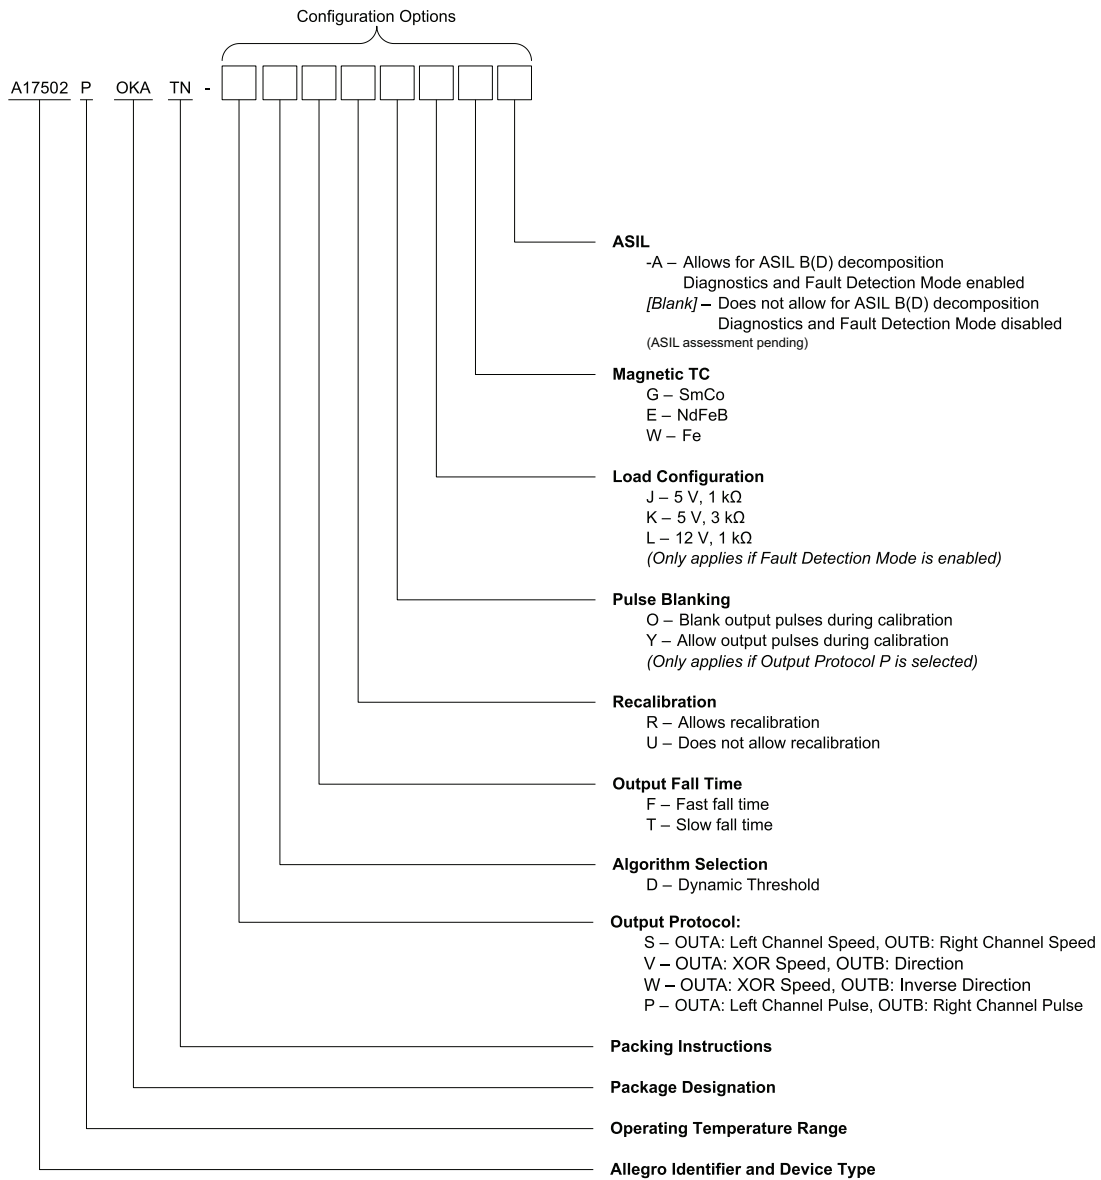 Configuration Options
A17502 P OKA TN -
ASIL
-A – Allows for ASIL B(D) decomposition
Diagnostics and Fault Detection Mode enabled
[Blank] – Does not allow for ASIL B(D) decomposition
Diagnostics and Fault Detection Mode disabled
(ASIL assessment pending)
Magnetic TC
G – SmCo
E – NdFeB
W – Fe
Load Configuration
J – 5 V, 1 kΩ
K – 5 V, 3 kΩ
L – 12 V, 1 kΩ
(Only applies if Fault Detection Mode is enabled)
Pulse Blanking
O – Blank output pulses during calibration
Y – Allow output pulses during calibration
(Only applies if Output Protocol P is selected)
Recalibration
R – Allows recalibration
U – Does not allow recalibration
Output Fall Time
F – Fast fall time
T – Slow fall time
Algorithm Selection
D – Dynamic Threshold
Output Protocol:
S – OUTA: Left Channel Speed, OUTB: Right Channel Speed
V – OUTA: XOR Speed, OUTB: Direction
W – OUTA: XOR Speed, OUTB: Inverse Direction
P – OUTA: Left Channel Pulse, OUTB: Right Channel Pulse
Packing Instructions
Package Designation
Operating Temperature Range
Allegro Identifier and Device Type